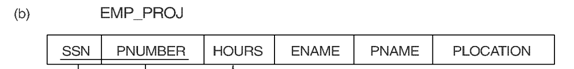 (b) EMP_PROJ
SSN PNUMBER HOURS ENAME PNAME PLOCATION